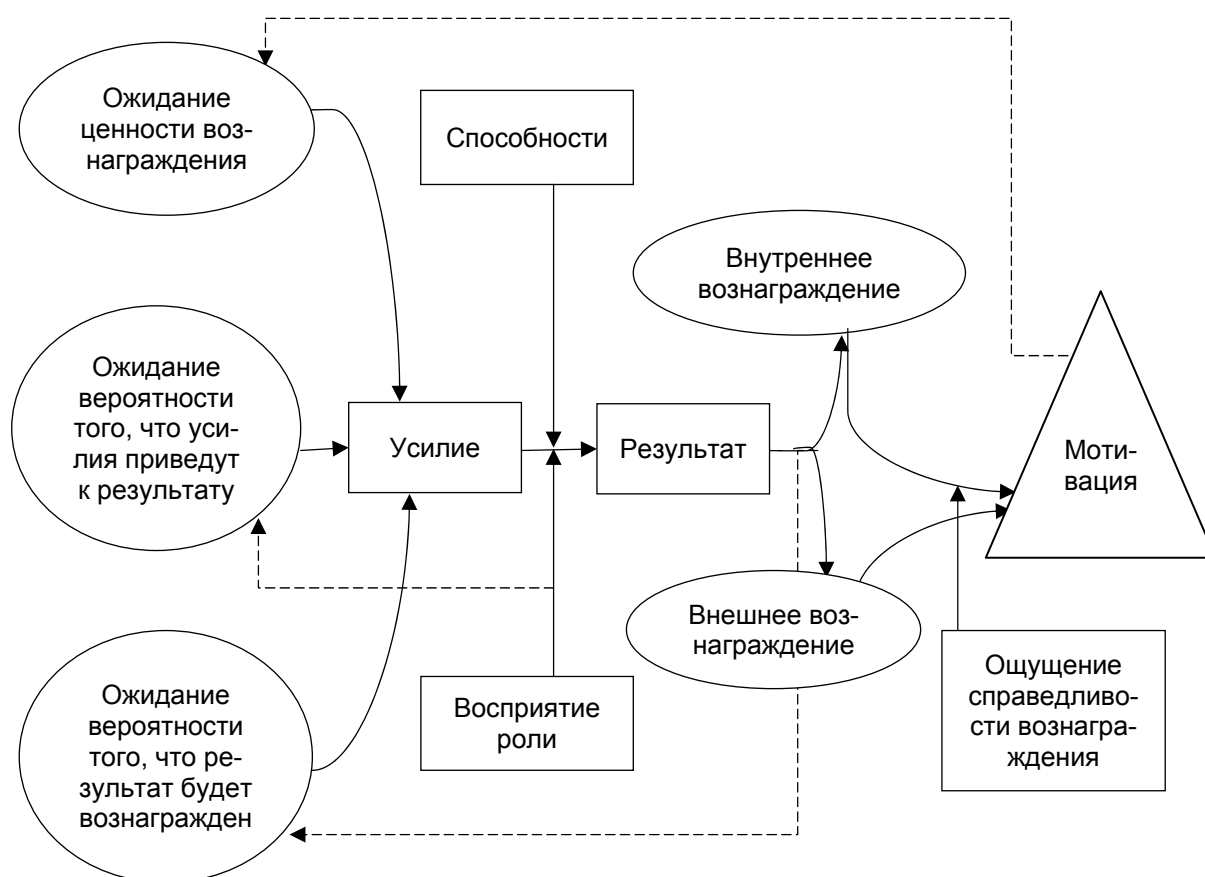 Ожидание
ценности воз-
награждения
Способности
Внутреннее
вознаграждение
Ожидание
вероятности
того, что уси-
лия приведут
к результату
Усилие
Результат
Моти-
вация
Внешнее воз-
награждение
Ожидание
вероятности
того, что ре-
зультат будет
вознагражден
Восприятие
роли
Ощущение
справедливо-
сти вознагра-
ждения